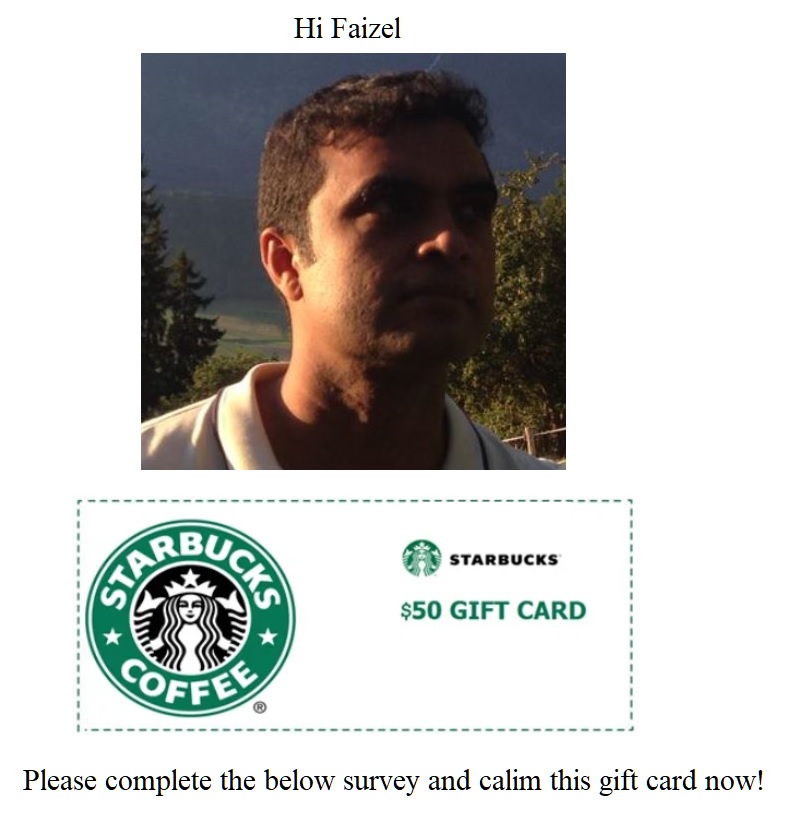 Hi Faizel
STARBUCKS
COFFEE
®
STARBUCKS
$50 GIFT CARD
Please complete the below survey and calim this gift card now!